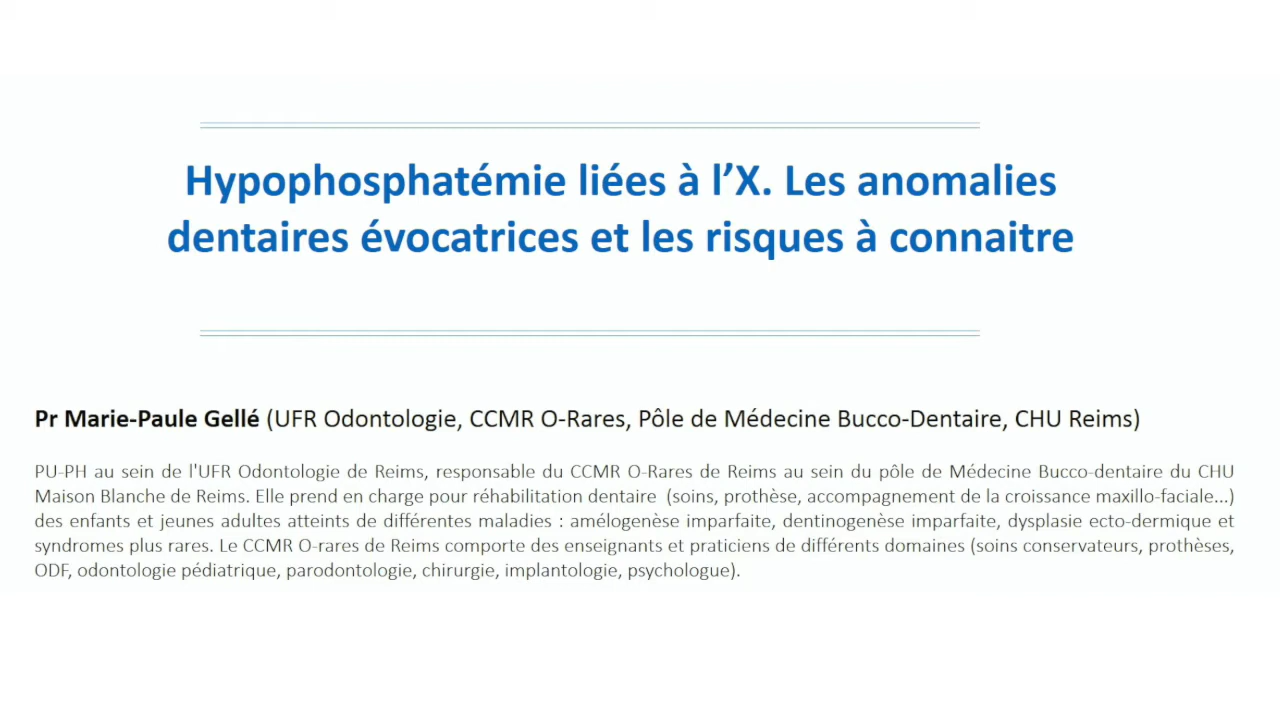 Hypophosphatémie liées à l’X. Les anomalies
dentaires évocatrices et les risques à connaitre
Pr Marie-Paule Gellé (UFR Odontologie, CCMR O-Rares, Pôle de Médecine Bucco-Dentaire, CHU Reims)
PU-PH au sein de l'UFR Odontologie de Reims, responsable du CCMR O-Rares de Reims au sein du pôle de Médecine Bucco-dentaire du CHU
Maison Blanche de Reims. Elle prend en charge pour réhabilitation dentaire (soins, prothèse, accompagnement de la croissance maxillo-faciale...)
des enfants et jeunes adultes atteints de différentes maladies : amélogenèse imparfaite, dentinogenèse imparfaite, dysplasie ecto-dermique et
syndromes plus rares. Le CCMR O-rares de Reims comporte des enseignants et praticiens de différents domaines (soins conservateurs, prothèses,
ODF, odontologie pédiatrique, parodontologie, chirurgie, implantologie, psychologue).